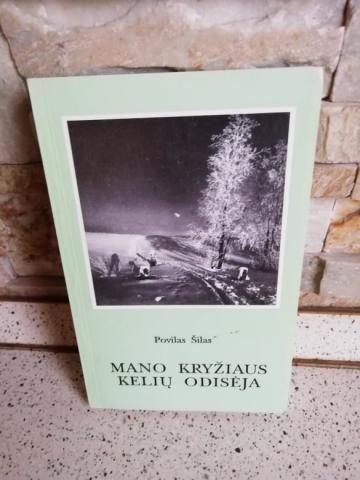 Povilas Šilas
MANO KRYŽIAUS
KELIŲ ODISĖJA